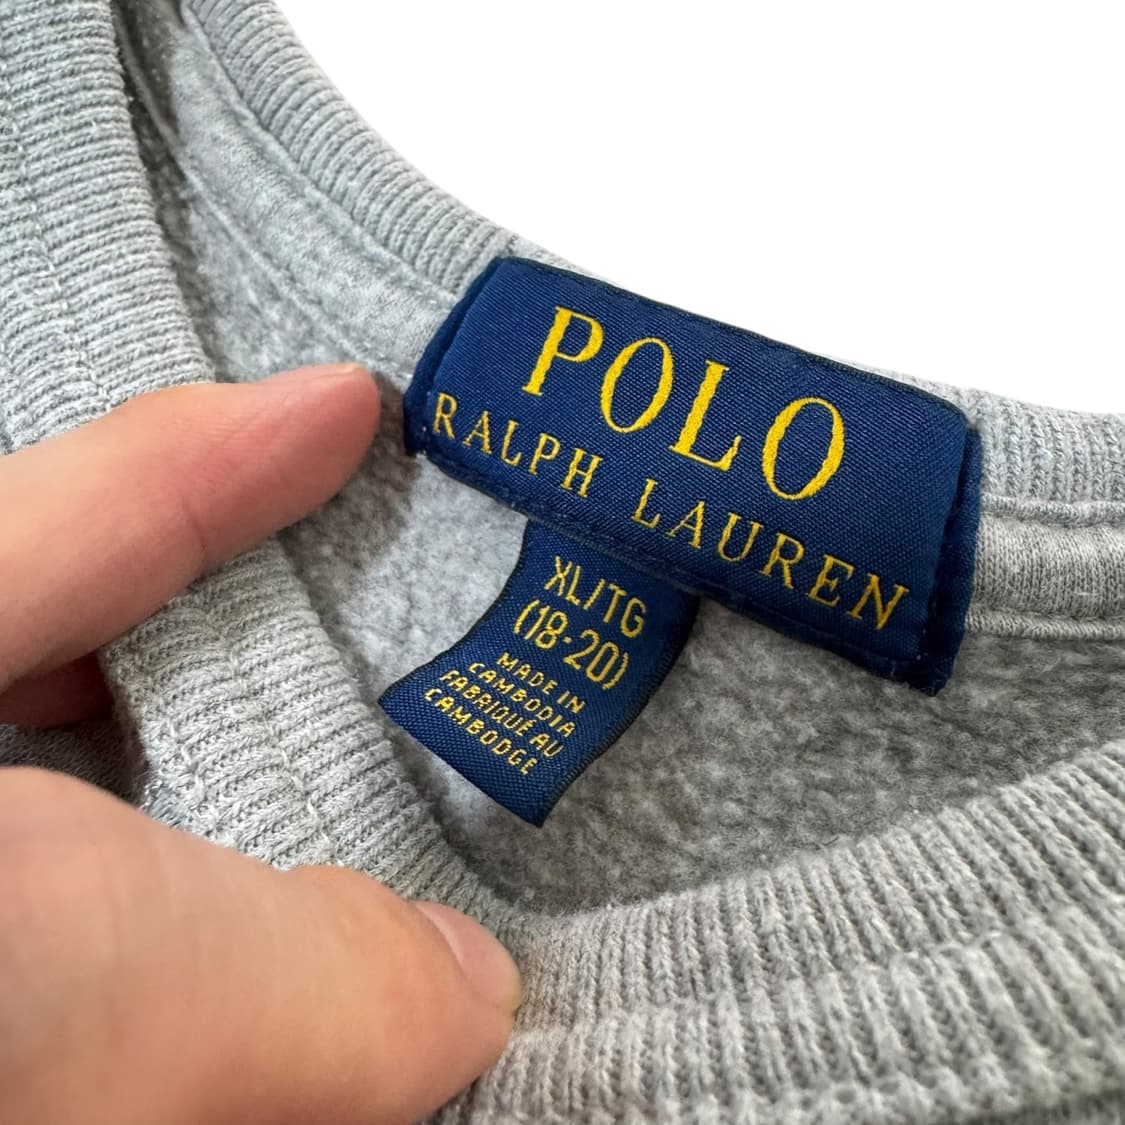 POLO
RALPH LAUREN
XL/TG
(18-20)
MADE IN
CAMBODIA
FABRIQUÉ AU
CAMBODGE